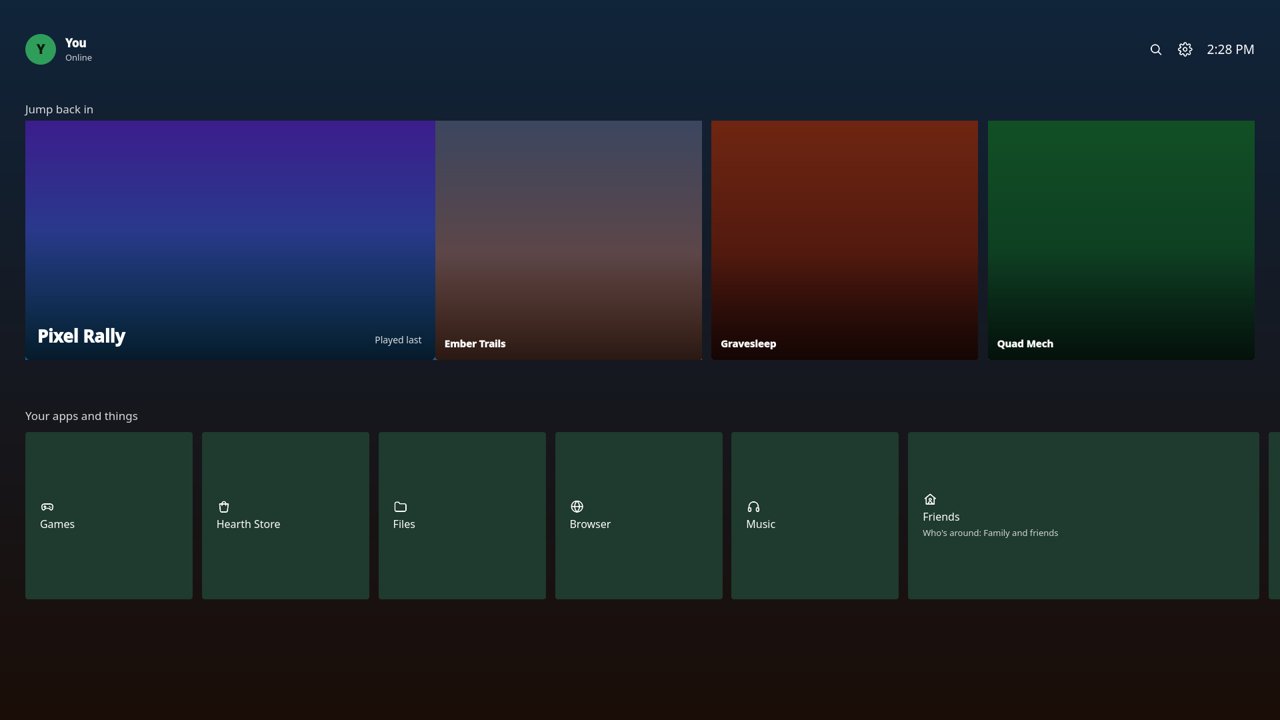 Y
You
Online
2:28 PM
Jump back in
Pixel Rally
Played last
Ember Trails
Gravesleep
Quad Mech
Your apps and things
Games
Hearth Store
Files
Browser
Music
Friends
Who's around: Family and friends